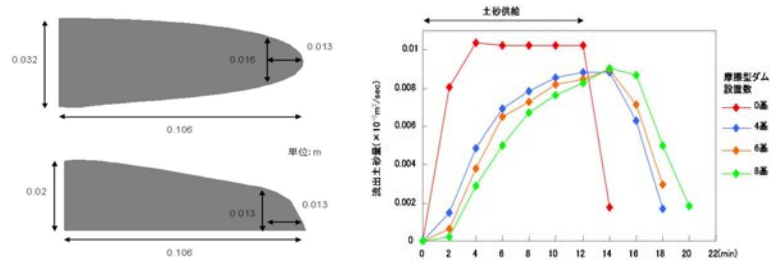 0.032
0.016
0.013
0.106
単位: m
0.02
0.013
0.013
0.106
土砂供給
流出土砂量(×10⁻³m³/sec)
0.01
0.008
0.006
0.004
0.002
0
0 2 4 6 8 10 12 14 16 18 20 22(min)
摩擦型ダム
設置数
0基
4基
6基
8基